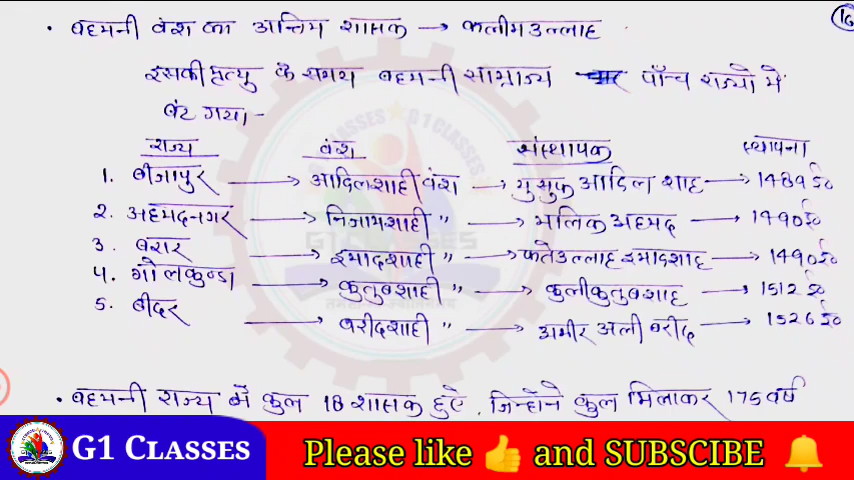 16
• बहमनी वंश का अन्तिम शासक → कलीमउल्लाह
इसकी मृत्यु के समय बहमनी साम्राज्य पाँच राज्यो में
बंट गया -
राज्य वंश संस्थापक स्थापना
1. बीजापुर → आदिलशाही वंश → युसुफ आदिल शाह → 1489 ई०
2. अहमदनगर → निजामशाही " → मलिक अहमद → 1490 ई०
3. बरार → इमादशाही " → फतेउल्लाह इमादशाह → 1490 ई०
4. गोलकुण्डा → कुतुबशाही " → कुलीकुतुबशाह → 1512 ई०
5. बीदर → बरीदशाही " → अमीर अली बरीद → 1526 ई०
• बहमनी राज्य में कुल 18 शासक हुऐ, जिन्होंने कुल मिलाकर 175 वर्ष
G1 CLASSES Please like 👍 and SUBSCIBE 🔔